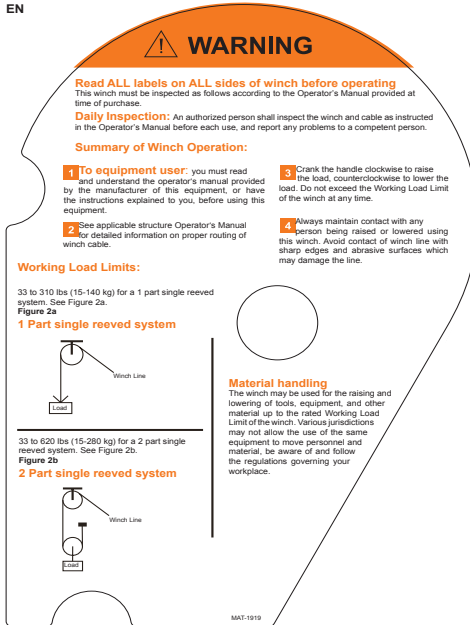 EN
WARNING
Read ALL labels on ALL sides of winch before operating
This winch must be inspected as follows according to the Operator's Manual provided at
time of purchase.
Daily Inspection: An authorized person shall inspect the winch and cable as instructed
in the Operator's Manual before each use, and report any problems to a competent person.
Summary of Winch Operation:
1 To equipment user: you must read
and understand the operator's manual provided
by the manufacturer of this equipment, or have
the instructions explained to you, before using this
equipment.
2 See applicable structure Operator's Manual
for detailed information on proper routing of
winch cable.
3 Crank the handle clockwise to raise
the load, counterclockwise to lower the
load. Do not exceed the Working Load Limit
of the winch at any time.
4 Always maintain contact with any
person being raised or lowered using
this winch. Avoid contact of winch line with
sharp edges and abrasive surfaces which
may damage the line.
Working Load Limits:
33 to 310 lbs (15-140 kg) for a 1 part single reeved
system. See Figure 2a.
Figure 2a
1 Part single reeved system
Winch Line
Load
33 to 620 lbs (15-280 kg) for a 2 part single
reeved system. See Figure 2b.
Figure 2b
2 Part single reeved system
Winch Line
Load
Material handling
The winch may be used for the raising and
lowering of tools, equipment, and other
material up to the rated Working Load
Limit of the winch. Various jurisdictions
may not allow the use of the same
equipment to move personnel and
material, be aware of and follow
the regulations governing your
workplace.
MAT-1919